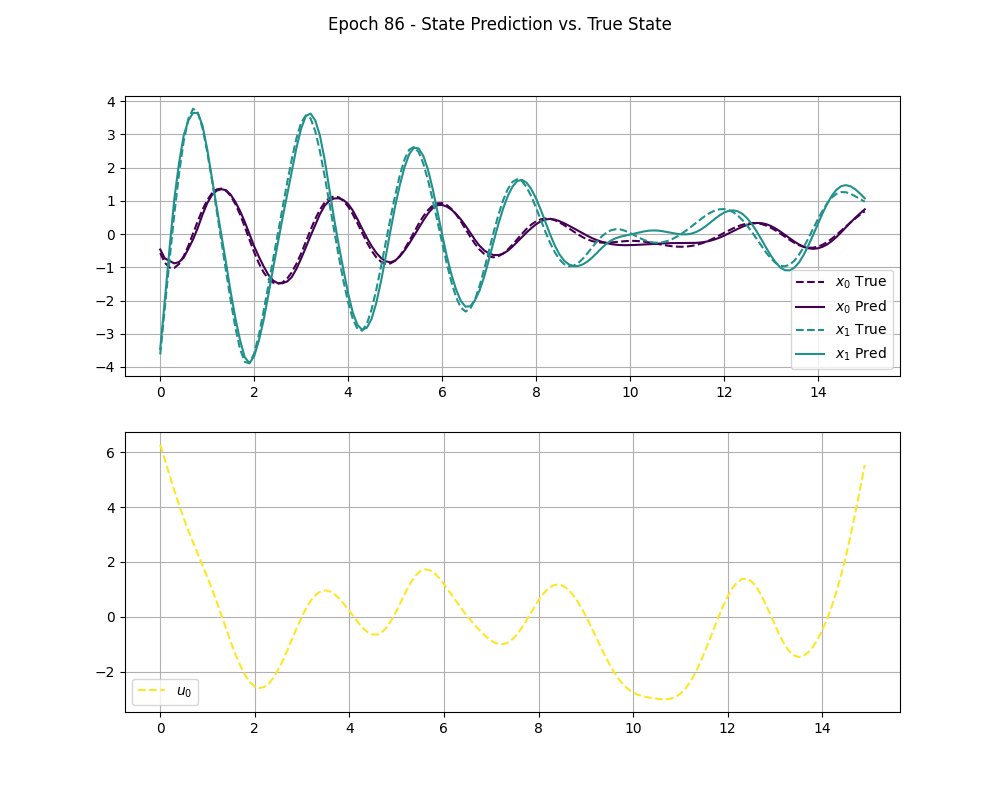 Epoch 86 - State Prediction vs. True State
4
3
2
1
0
−1
−2
−3
−4
x₀ True
x₀ Pred
x₁ True
x₁ Pred
0 2 4 6 8 10 12 14
6
4
2
0
−2
u₀
0 2 4 6 8 10 12 14